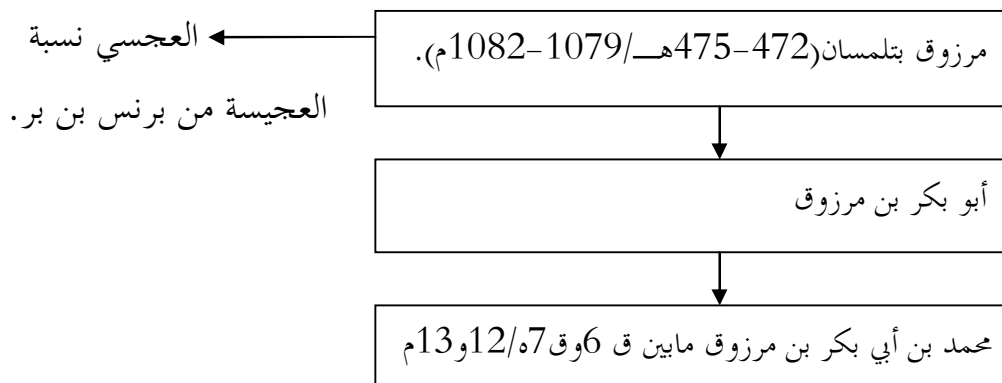 مرزوق بتلمسان(472-475هـ/1079-1082م).
العجسي نسبة
العجيسة من برنس بن بر.
أبو بكر بن مرزوق
محمد بن أبي بكر بن مرزوق مابين ق 6وق7ه/12و13م